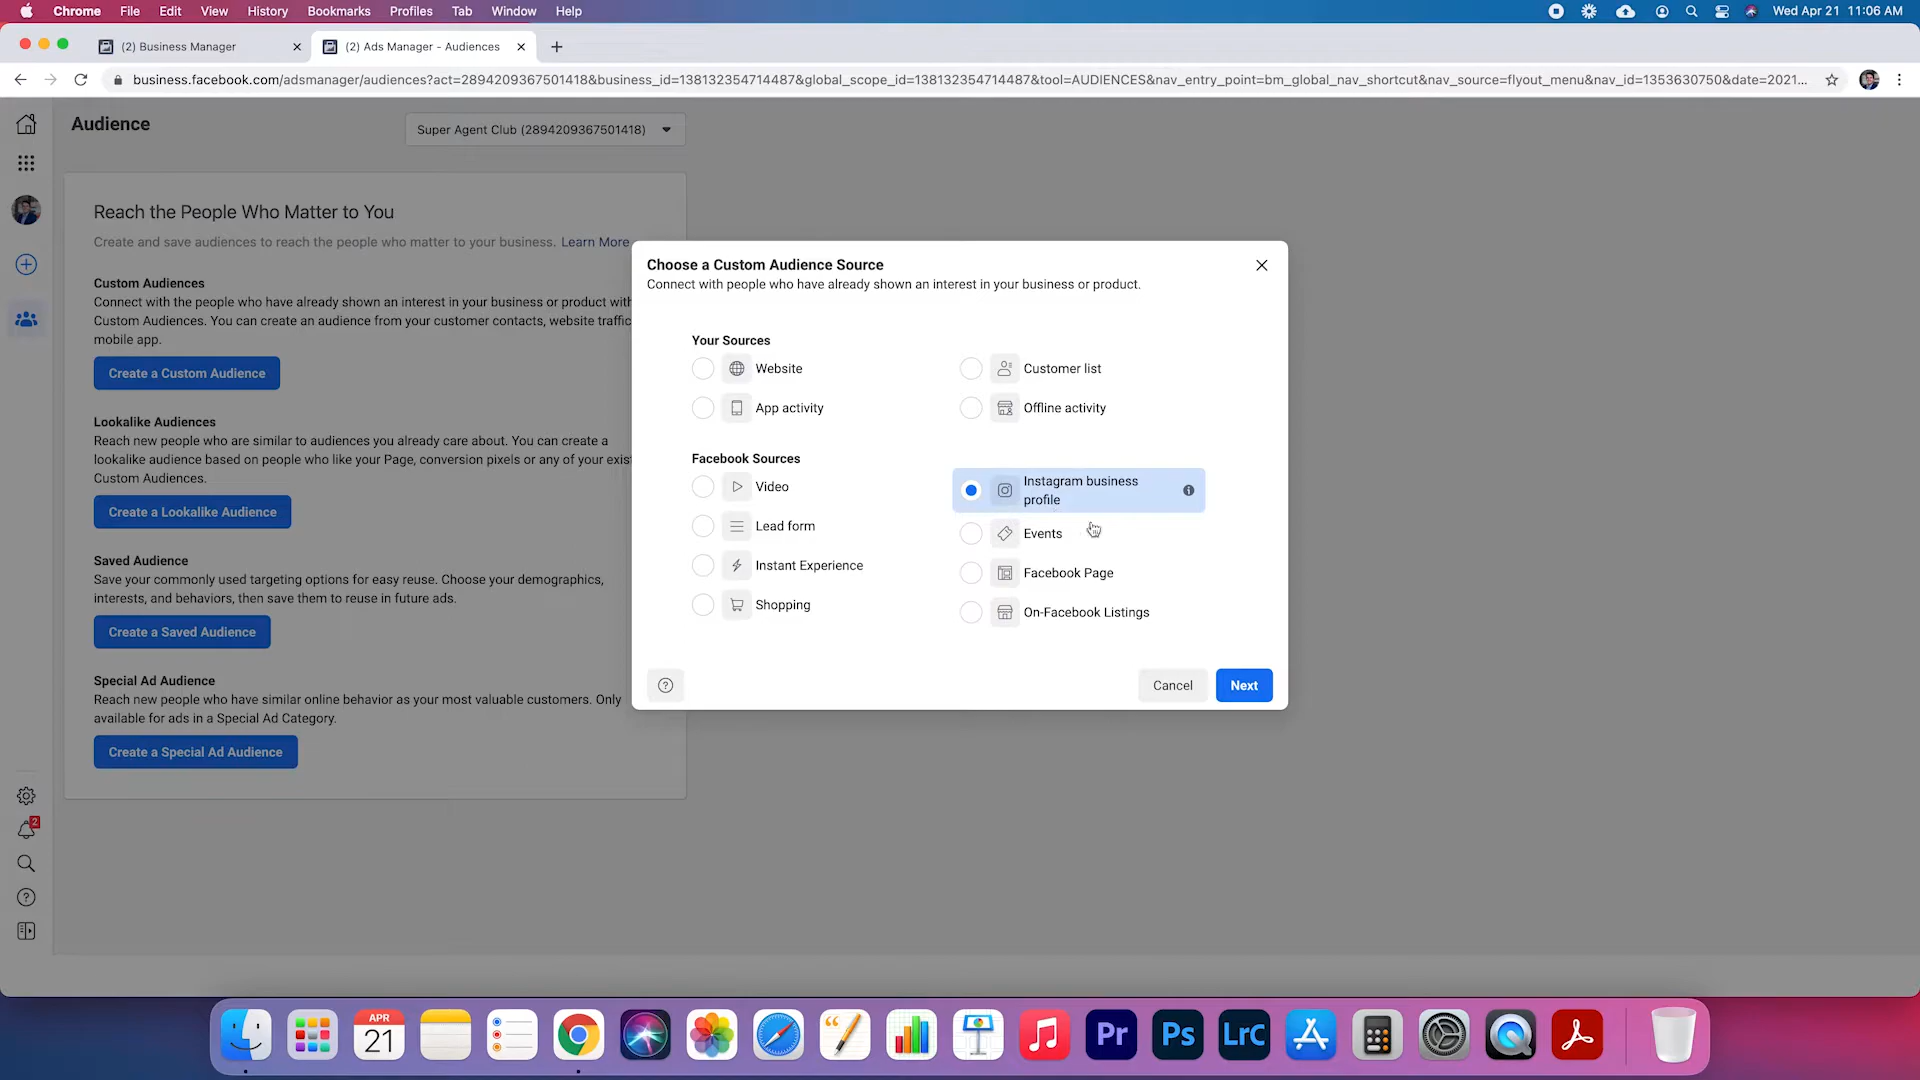 Chrome File Edit View History Bookmarks Profiles Tab Window Help Wed Apr 21 11:06 AM
(2) Business Manager (2) Ads Manager - Audiences
business.facebook.com/adsmanager/audiences?act=2894209367501418&business_id=138132354714487&global_scope_id=138132354714487&tool=AUDIENCES&nav_entry_point=bm_global_nav_shortcut&nav_source=flyout_menu&nav_id=1353630750&date=2021...
Audience
Super Agent Club (2894209367501418)
Reach the People Who Matter to You
Create and save audiences to reach the people who matter to your business. Learn More
Custom Audiences
Connect with the people who have already shown an interest in your business or product with
Custom Audiences. You can create an audience from your customer contacts, website traffic
mobile app.
Create a Custom Audience
Lookalike Audiences
Reach new people who are similar to audiences you already care about. You can create a
lookalike audience based on people who like your Page, conversion pixels or any of your exis
Custom Audiences.
Create a Lookalike Audience
Saved Audience
Save your commonly used targeting options for easy reuse. Choose your demographics,
interests, and behaviors, then save them to reuse in future ads.
Create a Saved Audience
Special Ad Audience
Reach new people who have similar online behavior as your most valuable customers. Only
available for ads in a Special Ad Category.
Create a Special Ad Audience
2
Choose a Custom Audience Source
Connect with people who have already shown an interest in your business or product.
Your Sources
Website
Customer list
App activity
Offline activity
Facebook Sources
Video
Instagram business
profile
Lead form
Events
Instant Experience
Facebook Page
Shopping
On-Facebook Listings
Cancel
Next
APR
21
Pr
Ps
LrC